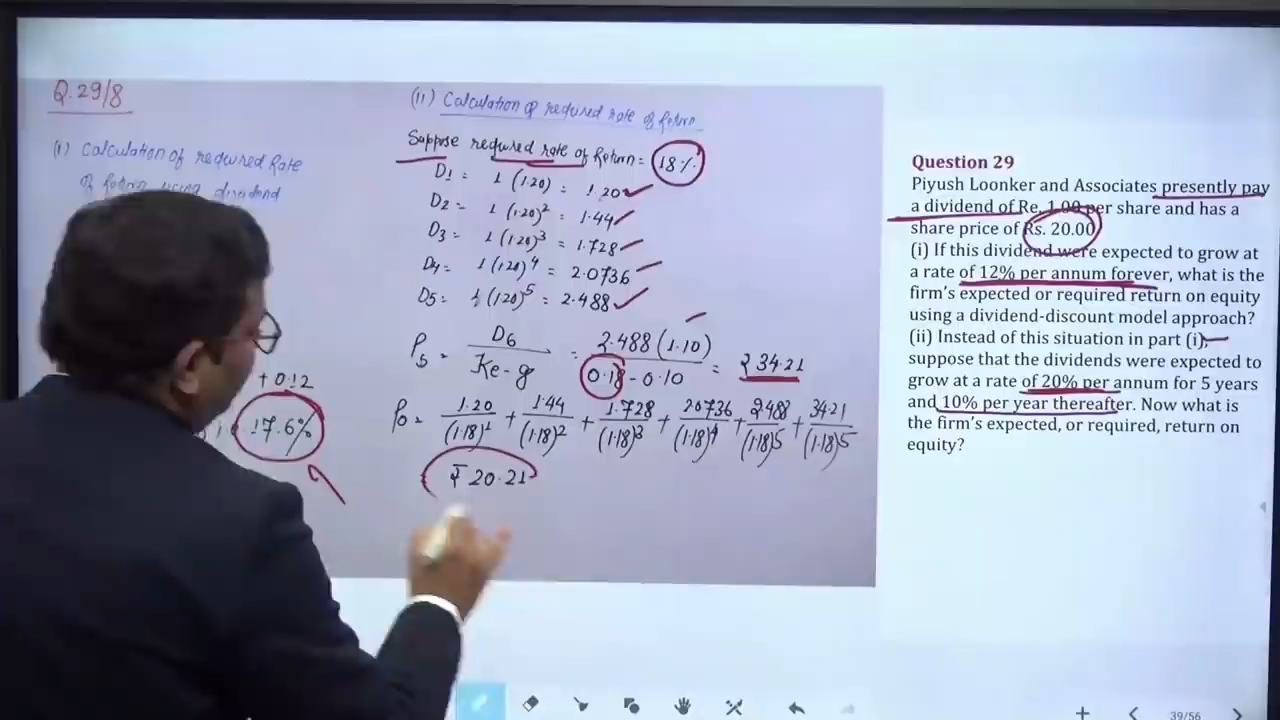 Q.29/8
(i) Calculation of required Rate
of Return using dividend
+ 0.12
17.6%
(ii) Calculation of required rate of Return
Suppose required rate of Return = 18%
D1 = 1 (1.20) = 1.20
D2 = 1 (1.20)² = 1.44
D3 = 1 (1.20)³ = 1.728
D4 = 1 (1.20)⁴ = 2.0736
D5 = 1 (1.20)⁵ = 2.488
P5 = D6 / Ke-g = 2.488 (1.10) / 0.18 - 0.10 = ₹ 34.21
P0 = 1.20/(1.18)¹ + 1.44/(1.18)² + 1.728/(1.18)³ + 20736/(1.18)⁴ + 2.488/(1.18)⁵ + 34.21/(1.18)⁵
₹ 20.21
Question 29
Piyush Loonker and Associates presently pay
a dividend of Re. 1.00 per share and has a
share price of Rs. 20.00
(i) If this dividend were expected to grow at
a rate of 12% per annum forever, what is the
firm's expected or required return on equity
using a dividend-discount model approach?
(ii) Instead of this situation in part (i),
suppose that the dividends were expected to
grow at a rate of 20% per annum for 5 years
and 10% per year thereafter. Now what is
the firm's expected, or required, return on
equity?
39/56